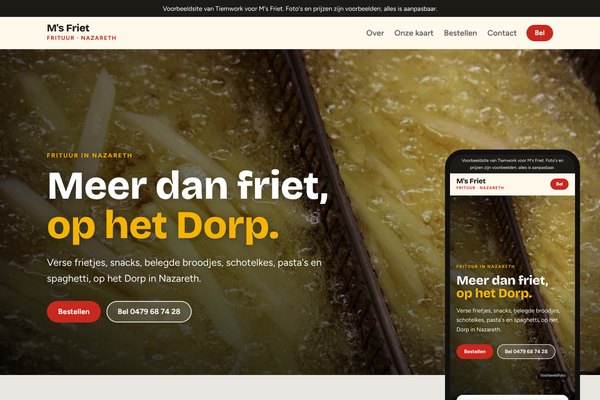 Voorbeeldsite van Tiemwork voor M's Friet. Foto's en prijzen zijn voorbeelden; alles is aanpasbaar.
M's Friet
FRITUUR · NAZARETH
Over Onze kaart Bestellen Contact Bel
FRITUUR IN NAZARETH
Meer dan friet,
op het Dorp.
Verse frietjes, snacks, belegde broodjes, schotelkes, pasta's en
spaghetti, op het Dorp in Nazareth.
Bestellen Bel 0479 68 74 28
Voorbeeldsite van Tiemwork voor M's Friet. Foto's en
prijzen zijn voorbeelden; alles is aanpasbaar.
M's Friet
FRITUUR · NAZARETH
Bel
FRITUUR IN NAZARETH
Meer dan friet,
op het Dorp.
Verse frietjes, snacks, belegde broodjes,
schotelkes, pasta's en spaghetti, op het
Dorp in Nazareth.
Bestellen Bel 0479 68 74 28
Voorbeeldfoto